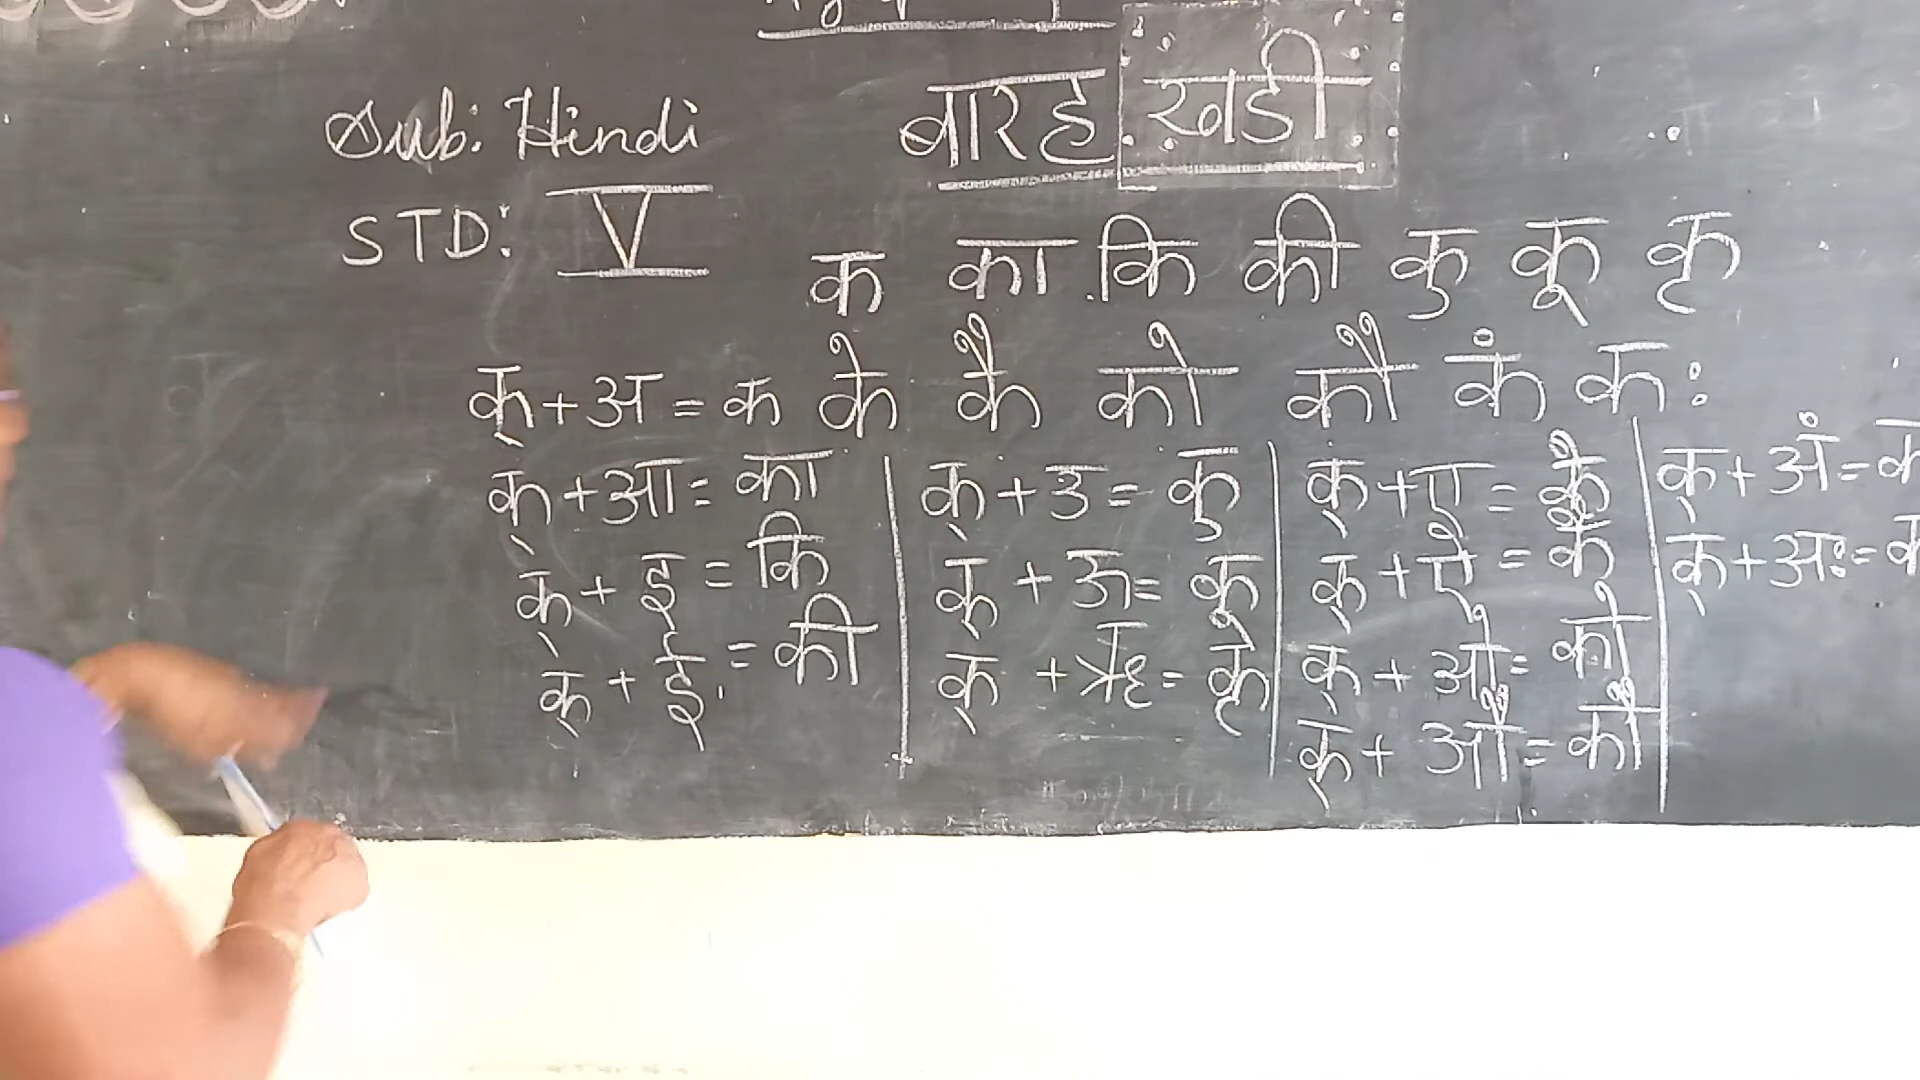 Sub: Hindi
बारह खडी
STD: V
क का कि की कु कू कृ
के कै को कौ कं कः
क् + अ = क
क् + आ = का
क् + इ = कि
क् + ई = की
क् + उ = कु
क् + ऊ = कू
क् + ऋ = कृ
क् + ए = के
क् + ऐ = कै
क् + ओ = को
क् + औ = कौ
क् + अं =
क् + अः =